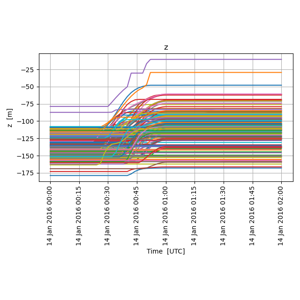 z
z [m]
−25
−50
−75
−100
−125
−150
−175
14 Jan 2016 00:00
14 Jan 2016 00:15
14 Jan 2016 00:30
14 Jan 2016 00:45
14 Jan 2016 01:00
14 Jan 2016 01:15
14 Jan 2016 01:30
14 Jan 2016 01:45
14 Jan 2016 02:00
Time [UTC]